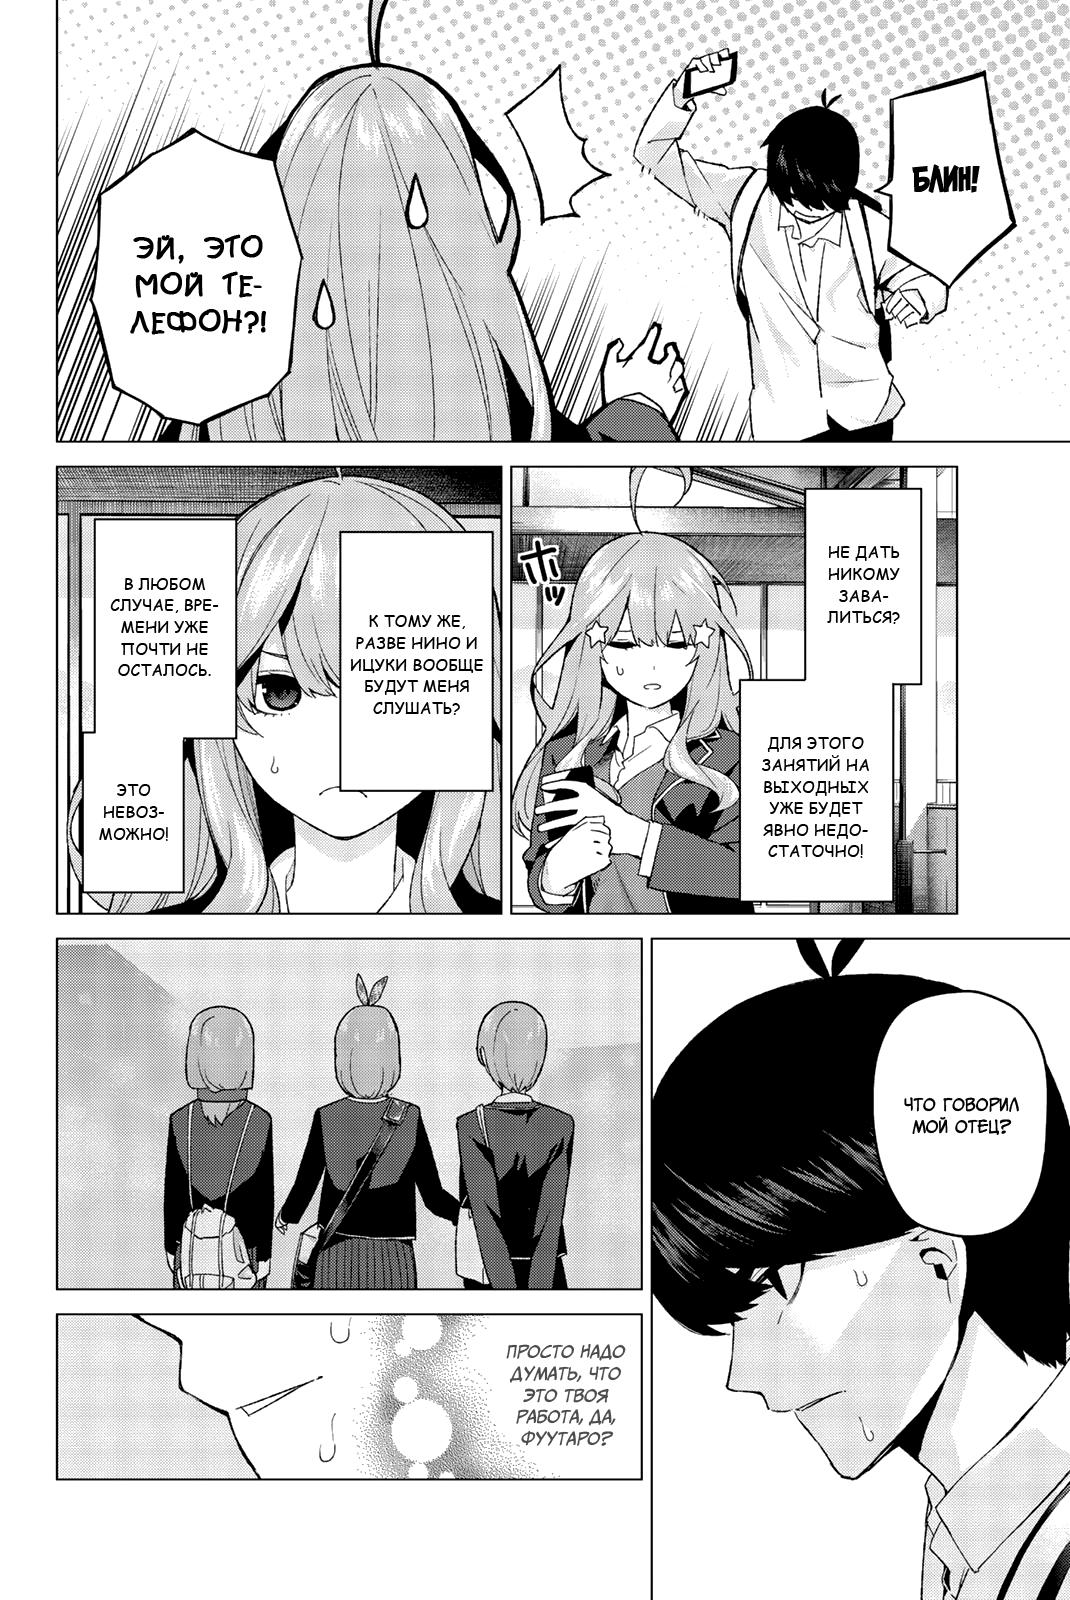 БЛИН!
ЭЙ, ЭТО
МОЙ ТЕ-
ЛЕФОН?!
НЕ ДАТЬ
НИКОМУ
ЗАВА-
ЛИТЬСЯ?
ホッ
ДЛЯ ЭТОГО
ЗАНЯТИЙ НА
ВЫХОДНЫХ
УЖЕ БУДЕТ
ЯВНО НЕДО-
СТАТОЧНО!
К ТОМУ ЖЕ,
РАЗВЕ НИНО И
ИЦУКИ ВООБЩЕ
БУДУТ МЕНЯ
СЛУШАТЬ?
В ЛЮБОМ
СЛУЧАЕ, ВРЕ-
МЕНИ УЖЕ
ПОЧТИ НЕ
ОСТАЛОСЬ.
ЭТО
НЕВОЗ-
МОЖНО!
ЧТО ГОВОРИЛ
МОЙ ОТЕЦ?
ПРОСТО НАДО
ДУМАТЬ, ЧТО
ЭТО ТВОЯ
РАБОТА, ДА,
ФУУТАРО?